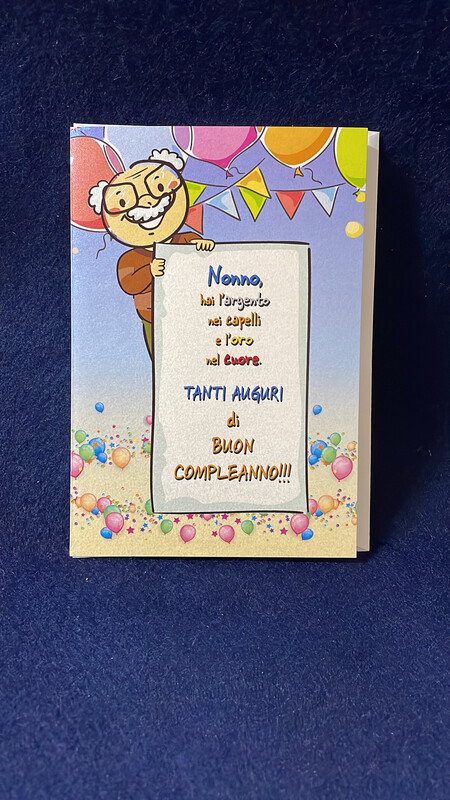 Nonno,
hai l'argento
nei capelli
e l'oro
nel cuore.
TANTI AUGURI
di
BUON
COMPLEANNO!!!